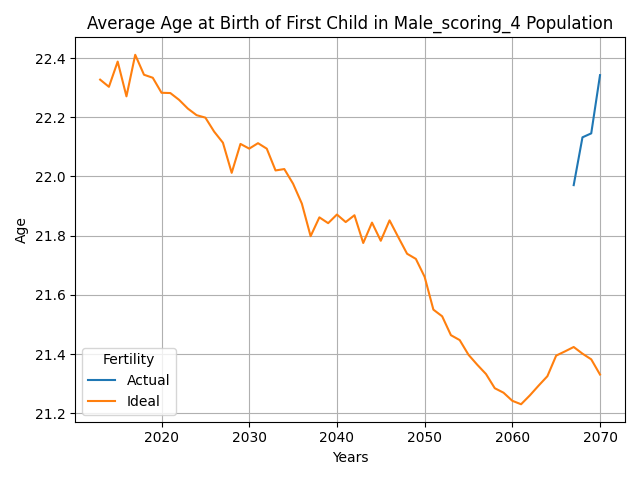 Average Age at Birth of First Child in Male_scoring_4 Population
22.4
22.2
22.0
21.8
21.6
21.4
21.2
Age
Fertility
Actual
Ideal
2020 2030 2040 2050 2060 2070
Years